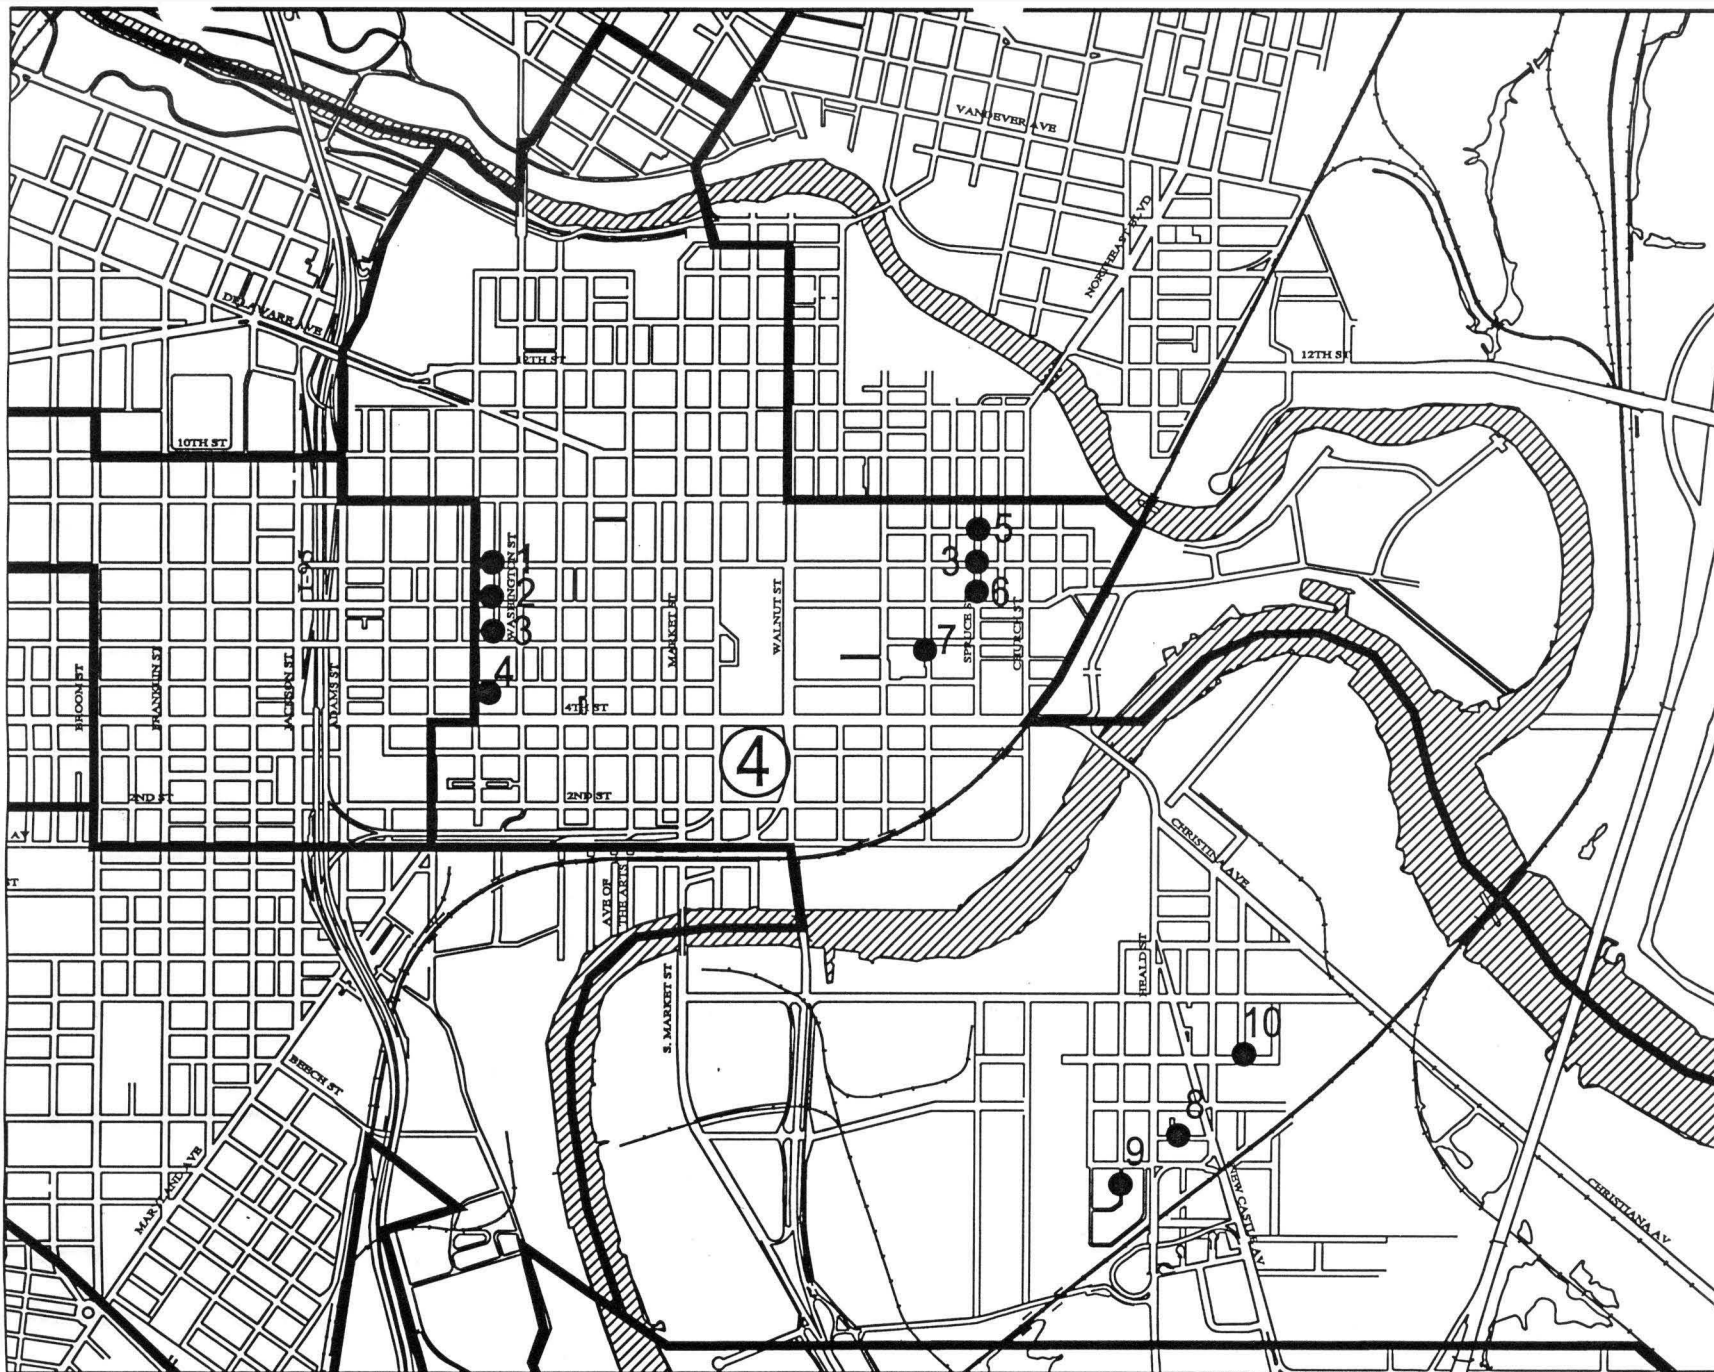 5
VANDEVER AVE
NORTHEAST BLVD
DELAWARE AVE
12TH ST
12TH ST
10TH ST
I-95
WASHINGTON ST
1
2
3
4
5
3
6
7
BROOM ST
FRANKLIN ST
JACKSON ST
ADAMS ST
MARKET ST
WALNUT ST
SPRUCE S
CHURCH ST
4TH ST
4
2ND ST
2ND ST
AV
ST
CHRISTINA AVE
AVE OF
THE ARTS
HEALD ST
S. MARKET ST
10
BEECH ST
8
9
MARYLAND AVE
NEW CASTLE AV
CHRISTIANA AV